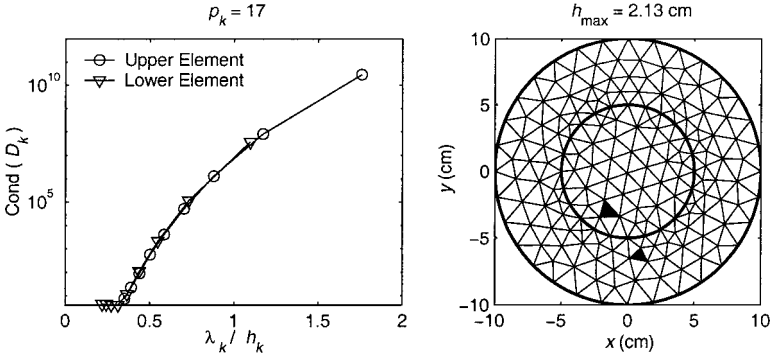 p_k = 17
Cond ( D_k )
10^10
10^5
Upper Element
Lower Element
0
0.5
1
1.5
2
λ_k / h_k
h_max = 2.13 cm
y (cm)
10
5
0
−5
−10
−10
−5
0
5
10
x (cm)